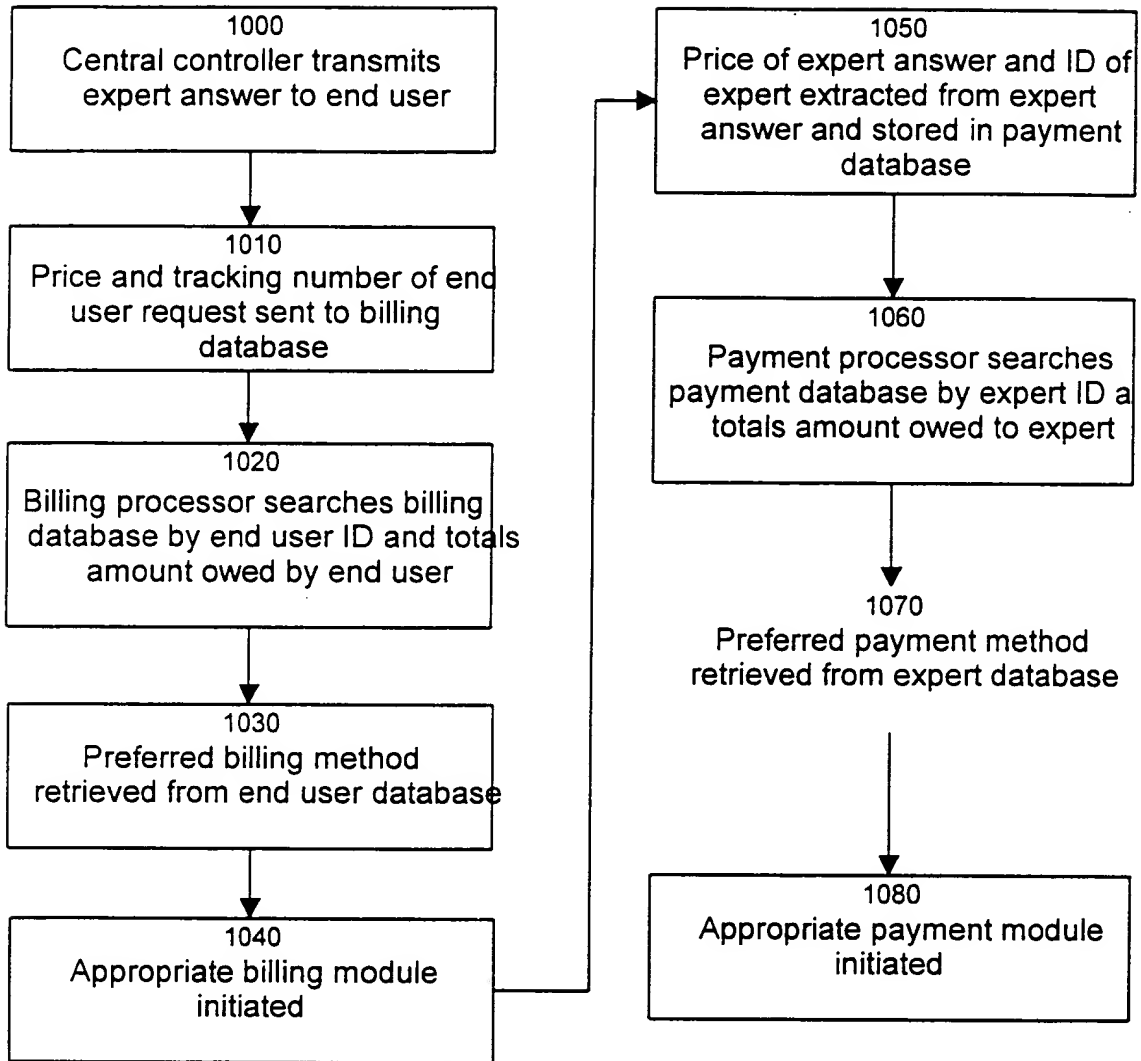 1000
Central controller transmits
expert answer to end user
1010
Price and tracking number of end
user request sent to billing
database
1020
Billing processor searches billing
database by end user ID and totals
amount owed by end user
1030
Preferred billing method
retrieved from end user database
1040
Appropriate billing module
initiated
1050
Price of expert answer and ID of
expert extracted from expert
answer and stored in payment
database
1060
Payment processor searches
payment database by expert ID a
totals amount owed to expert
1070
Preferred payment method
retrieved from expert database
1080
Appropriate payment module
initiated